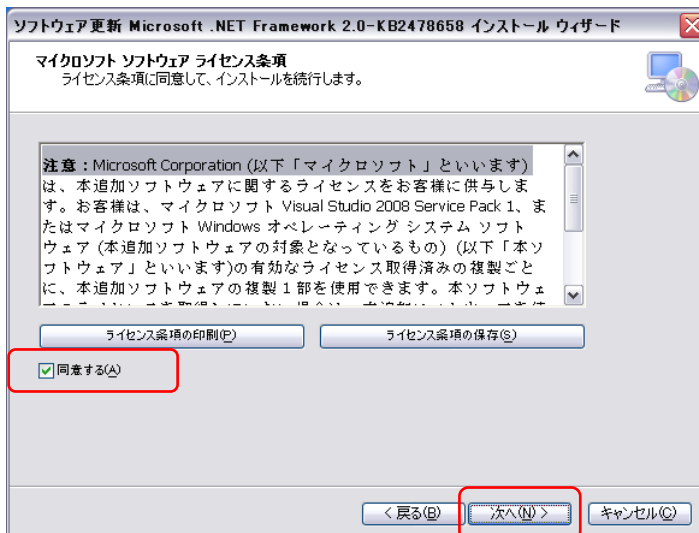 ソフトウェア更新 Microsoft .NET Framework 2.0-KB2478658 インストール ウィザード
マイクロソフト ソフトウェア ライセンス条項
ライセンス条項に同意して、インストールを続行します。
注意：Microsoft Corporation (以下「マイクロソフト」といいます)
は、本追加ソフトウェアに関するライセンスをお客様に供与しま
す。お客様は、マイクロソフト Visual Studio 2008 Service Pack 1、ま
たはマイクロソフト Windows オペレーティング システム ソフト
ウェア (本追加ソフトウェアの対象となっているもの) (以下「本ソ
フトウェア」といいます)の有効なライセンス取得済みの複製ごと
に、本追加ソフトウェアの複製１部を使用できます。本ソフトウェ
ライセンス条項の印刷(P)
ライセンス条項の保存(S)
同意する(A)
< 戻る(B)
次へ(N) >
キャンセル(C)